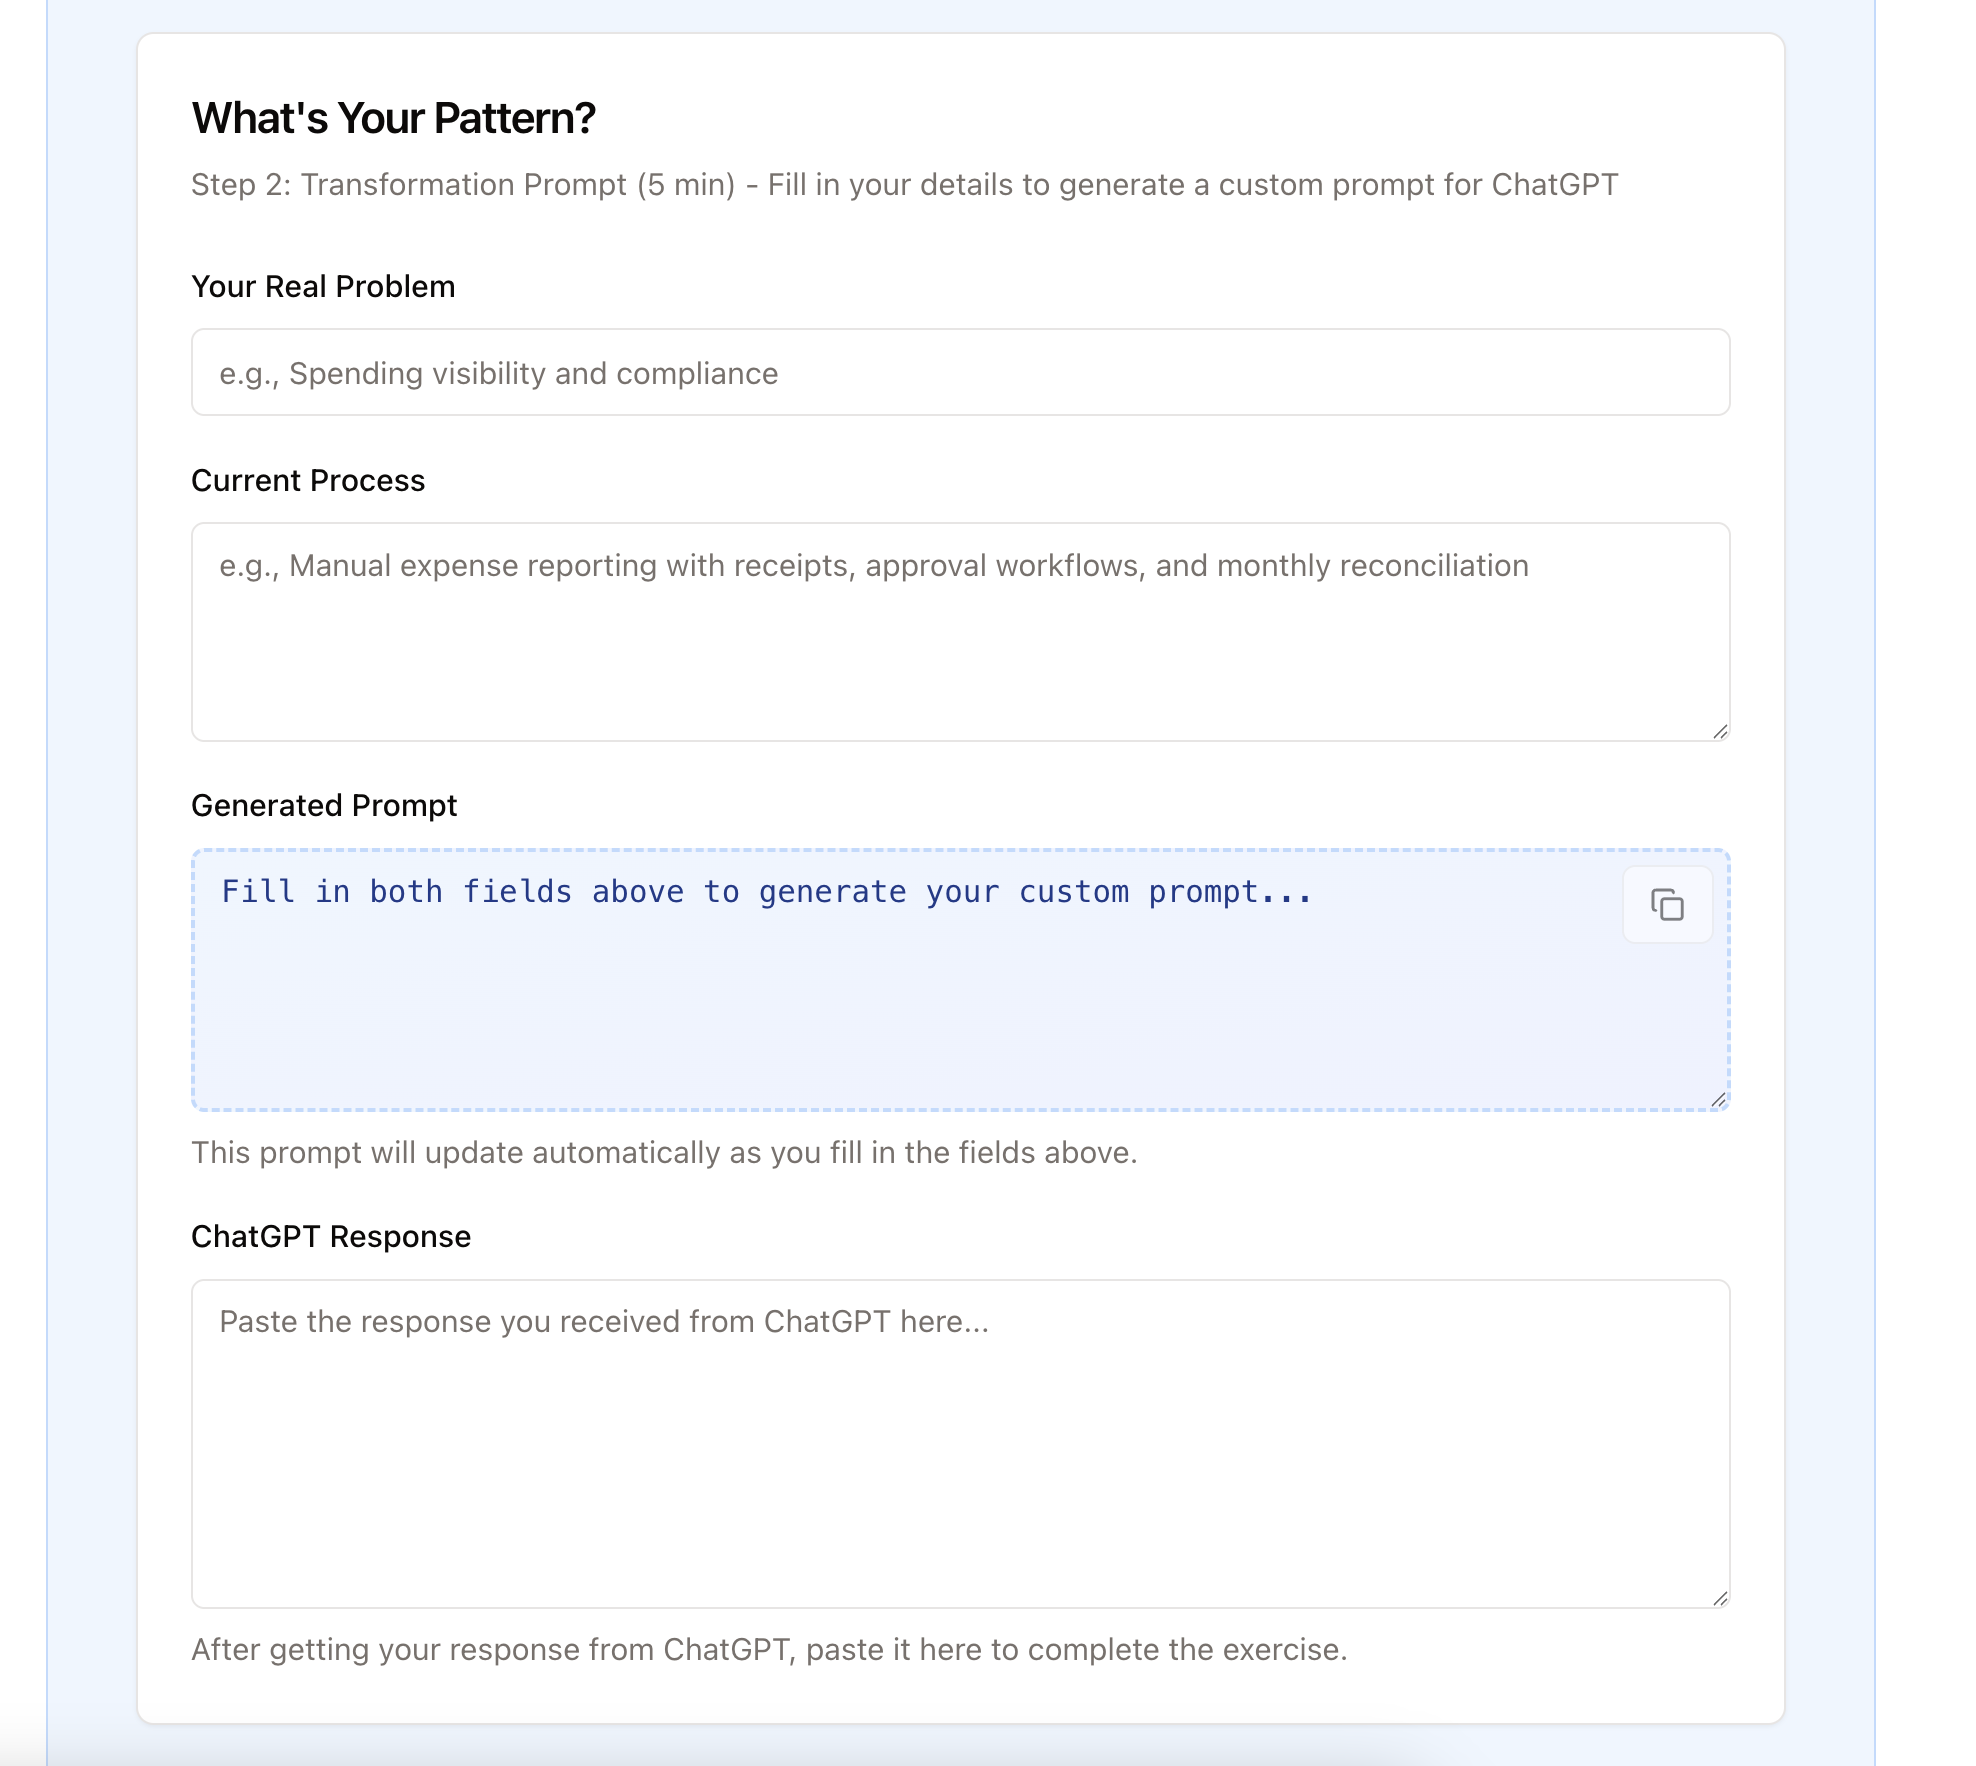 What's Your Pattern?
Step 2: Transformation Prompt (5 min) - Fill in your details to generate a custom prompt for ChatGPT
Your Real Problem
e.g., Spending visibility and compliance
Current Process
e.g., Manual expense reporting with receipts, approval workflows, and monthly reconciliation
Generated Prompt
Fill in both fields above to generate your custom prompt...
This prompt will update automatically as you fill in the fields above.
ChatGPT Response
Paste the response you received from ChatGPT here...
After getting your response from ChatGPT, paste it here to complete the exercise.